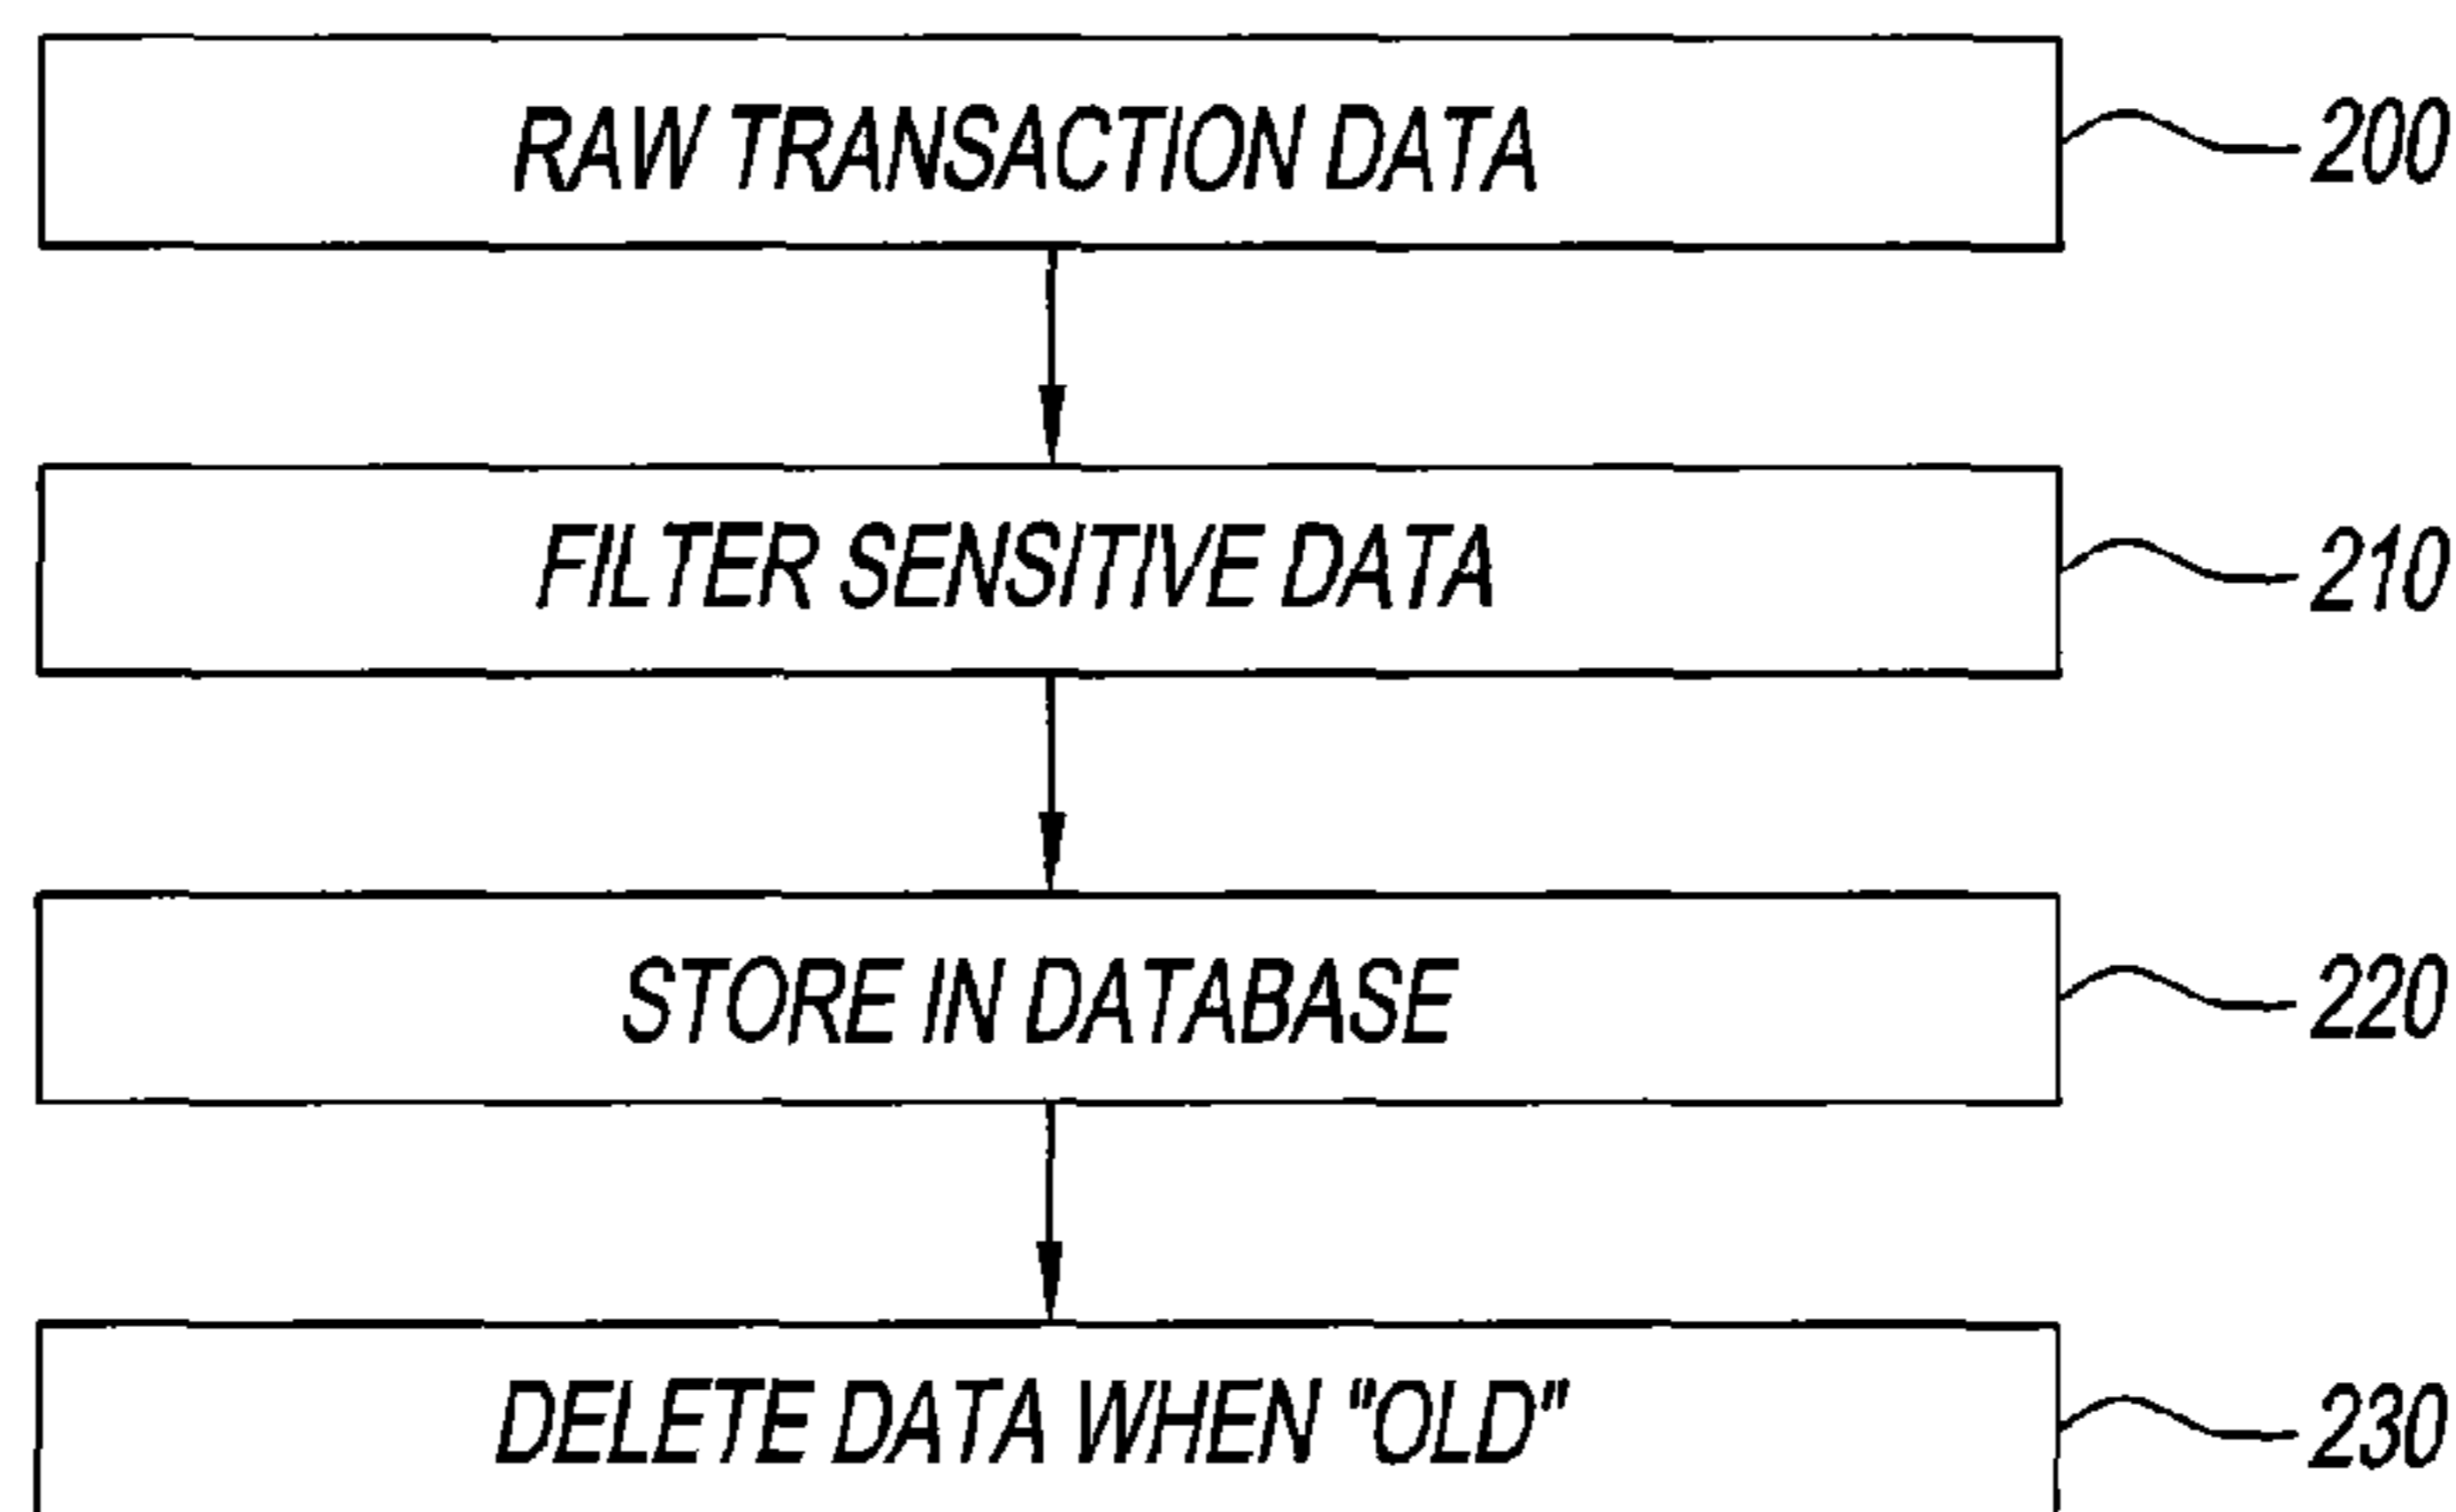 RAW TRANSACTION DATA 200
FILTER SENSITIVE DATA 210
STORE IN DATABASE 220
DELETE DATA WHEN "OLD" 230